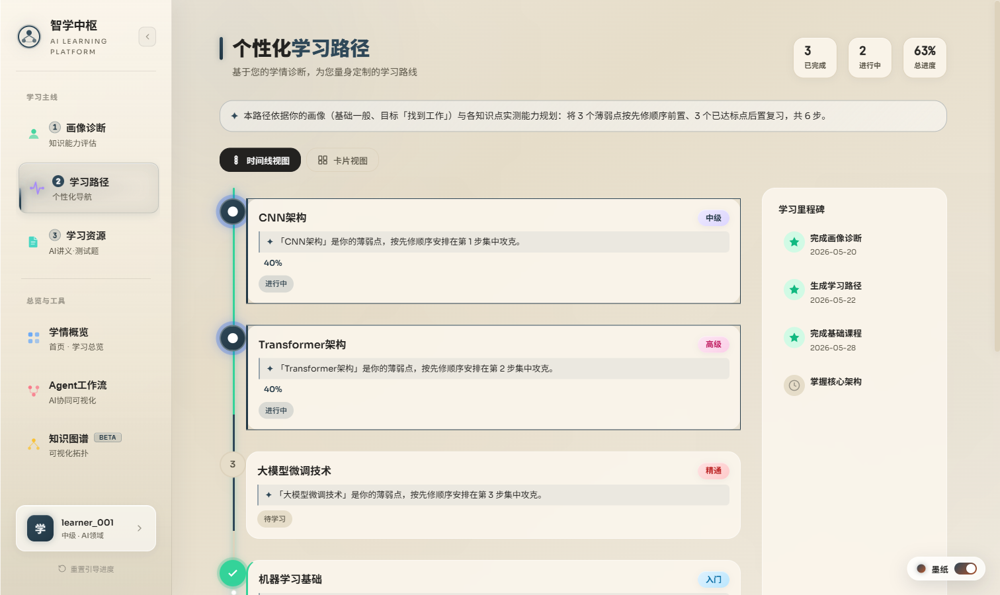 智学中枢
AI LEARNING
PLATFORM
学习主线
1 画像诊断
知识能力评估
2 学习路径
个性化导航
3 学习资源
AI讲义·测试题
总览与工具
学情概览
首页 · 学习总览
Agent工作流
AI协同可视化
知识图谱 BETA
可视化拓扑
学
learner_001
中级 · AI领域
重置引导进度
个性化学习路径
基于您的学情诊断，为您量身定制的学习路线
3
已完成
2
进行中
63%
总进度
✦ 本路径依据你的画像（基础一般、目标「找到工作」）与各知识点实测能力规划：将 3 个薄弱点按先修顺序前置、3 个已达标点后置复习，共 6 步。
时间线视图
卡片视图
CNN架构
中级
✦ 「CNN架构」是你的薄弱点，按先修顺序安排在第 1 步集中攻克。
40%
进行中
Transformer架构
高级
✦ 「Transformer架构」是你的薄弱点，按先修顺序安排在第 2 步集中攻克。
40%
进行中
3
大模型微调技术
精通
✦ 「大模型微调技术」是你的薄弱点，按先修顺序安排在第 3 步集中攻克。
待学习
机器学习基础
入门
学习里程碑
完成画像诊断
2026-05-20
生成学习路径
2026-05-22
完成基础课程
2026-05-28
掌握核心架构
墨纸